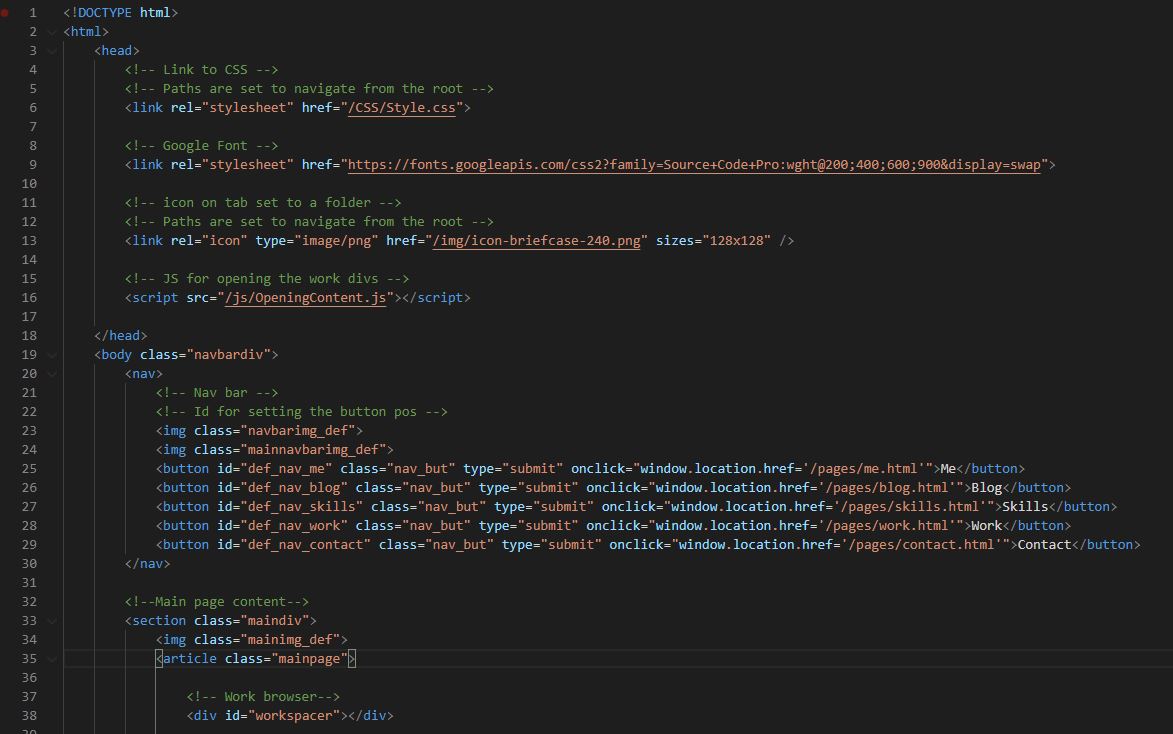 1 <!DOCTYPE html>
2 <html>
3 <head>
4 <!-- Link to CSS -->
5 <!-- Paths are set to navigate from the root -->
6 <link rel="stylesheet" href="/CSS/Style.css">
7
8 <!-- Google Font -->
9 <link rel="stylesheet" href="https://fonts.googleapis.com/css2?family=Source+Code+Pro:wght@200;400;600;900&display=swap">
10
11 <!-- icon on tab set to a folder -->
12 <!-- Paths are set to navigate from the root -->
13 <link rel="icon" type="image/png" href="/img/icon-briefcase-240.png" sizes="128x128" />
14
15 <!-- JS for opening the work divs -->
16 <script src="/js/OpeningContent.js"></script>
17
18 </head>
19 <body class="navbardiv">
20 <nav>
21 <!-- Nav bar -->
22 <!-- Id for setting the button pos -->
23 <img class="navbarimg_def">
24 <img class="mainnavbarimg_def">
25 <button id="def_nav_me" class="nav_but" type="submit" onclick="window.location.href='/pages/me.html'">Me</button>
26 <button id="def_nav_blog" class="nav_but" type="submit" onclick="window.location.href='/pages/blog.html'">Blog</button>
27 <button id="def_nav_skills" class="nav_but" type="submit" onclick="window.location.href='/pages/skills.html'">Skills</button>
28 <button id="def_nav_work" class="nav_but" type="submit" onclick="window.location.href='/pages/work.html'">Work</button>
29 <button id="def_nav_contact" class="nav_but" type="submit" onclick="window.location.href='/pages/contact.html'">Contact</button>
30 </nav>
31
32 <!--Main page content-->
33 <section class="maindiv">
34 <img class="mainimg_def">
35 <article class="mainpage">
36
37 <!-- Work browser-->
38 <div id="workspacer"></div>